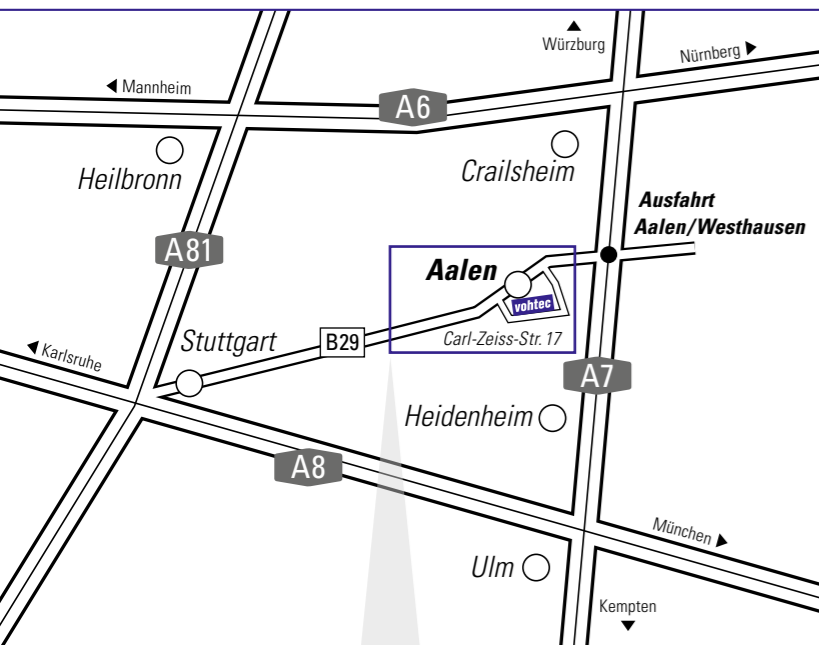 Würzburg
Nürnberg
Mannheim
A6
Heilbronn
Crailsheim
Ausfahrt
Aalen/Westhausen
A81
Aalen
vohtec
Carl-Zeiss-Str. 17
Stuttgart
B29
Karlsruhe
A7
Heidenheim
A8
München
Ulm
Kempten